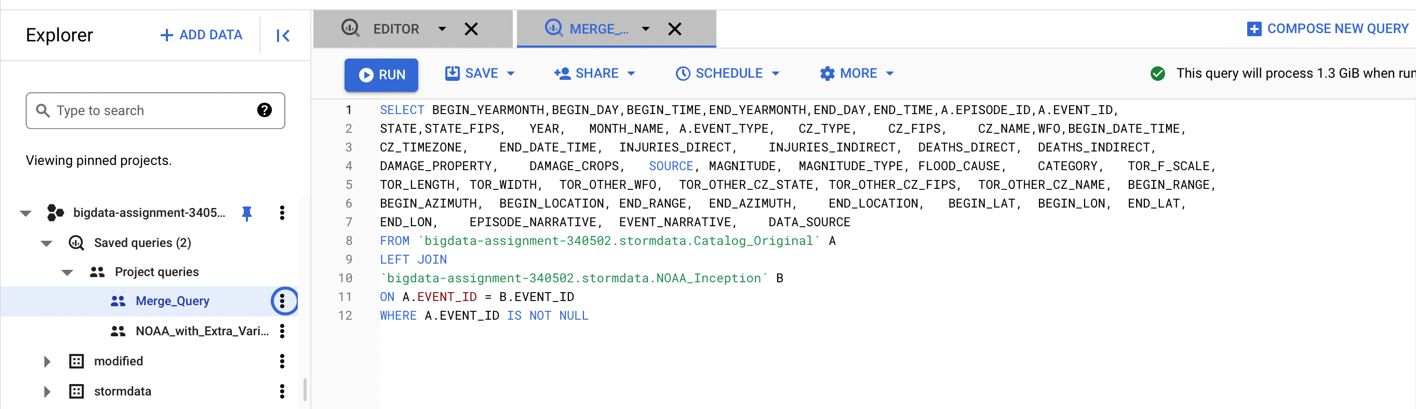 Explorer
+ ADD DATA
EDITOR
MERGE_...
COMPOSE NEW QUERY
RUN
SAVE
SHARE
SCHEDULE
MORE
This query will process 1.3 GiB when run
Type to search
Viewing pinned projects.
bigdata-assignment-3405...
Saved queries (2)
Project queries
Merge_Query
NOAA_with_Extra_Vari...
modified
stormdata
1 SELECT BEGIN_YEARMONTH,BEGIN_DAY,BEGIN_TIME,END_YEARMONTH,END_DAY,END_TIME,A.EPISODE_ID,A.EVENT_ID,
2 STATE,STATE_FIPS, YEAR, MONTH_NAME, A.EVENT_TYPE, CZ_TYPE, CZ_FIPS, CZ_NAME,WFO,BEGIN_DATE_TIME,
3 CZ_TIMEZONE, END_DATE_TIME, INJURIES_DIRECT, INJURIES_INDIRECT, DEATHS_DIRECT, DEATHS_INDIRECT,
4 DAMAGE_PROPERTY, DAMAGE_CROPS, SOURCE, MAGNITUDE, MAGNITUDE_TYPE, FLOOD_CAUSE, CATEGORY, TOR_F_SCALE,
5 TOR_LENGTH, TOR_WIDTH, TOR_OTHER_WFO, TOR_OTHER_CZ_STATE, TOR_OTHER_CZ_FIPS, TOR_OTHER_CZ_NAME, BEGIN_RANGE,
6 BEGIN_AZIMUTH, BEGIN_LOCATION, END_RANGE, END_AZIMUTH, END_LOCATION, BEGIN_LAT, BEGIN_LON, END_LAT,
7 END_LON, EPISODE_NARRATIVE, EVENT_NARRATIVE, DATA_SOURCE
8 FROM `bigdata-assignment-340502.stormdata.Catalog_Original` A
9 LEFT JOIN
10 `bigdata-assignment-340502.stormdata.NOAA_Inception` B
11 ON A.EVENT_ID = B.EVENT_ID
12 WHERE A.EVENT_ID IS NOT NULL